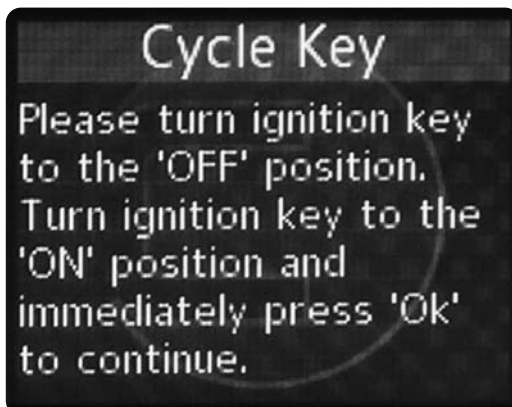 Cycle Key
Please turn ignition key
to the 'OFF' position.
Turn ignition key to the
'ON' position and
immediately press 'Ok'
to continue.